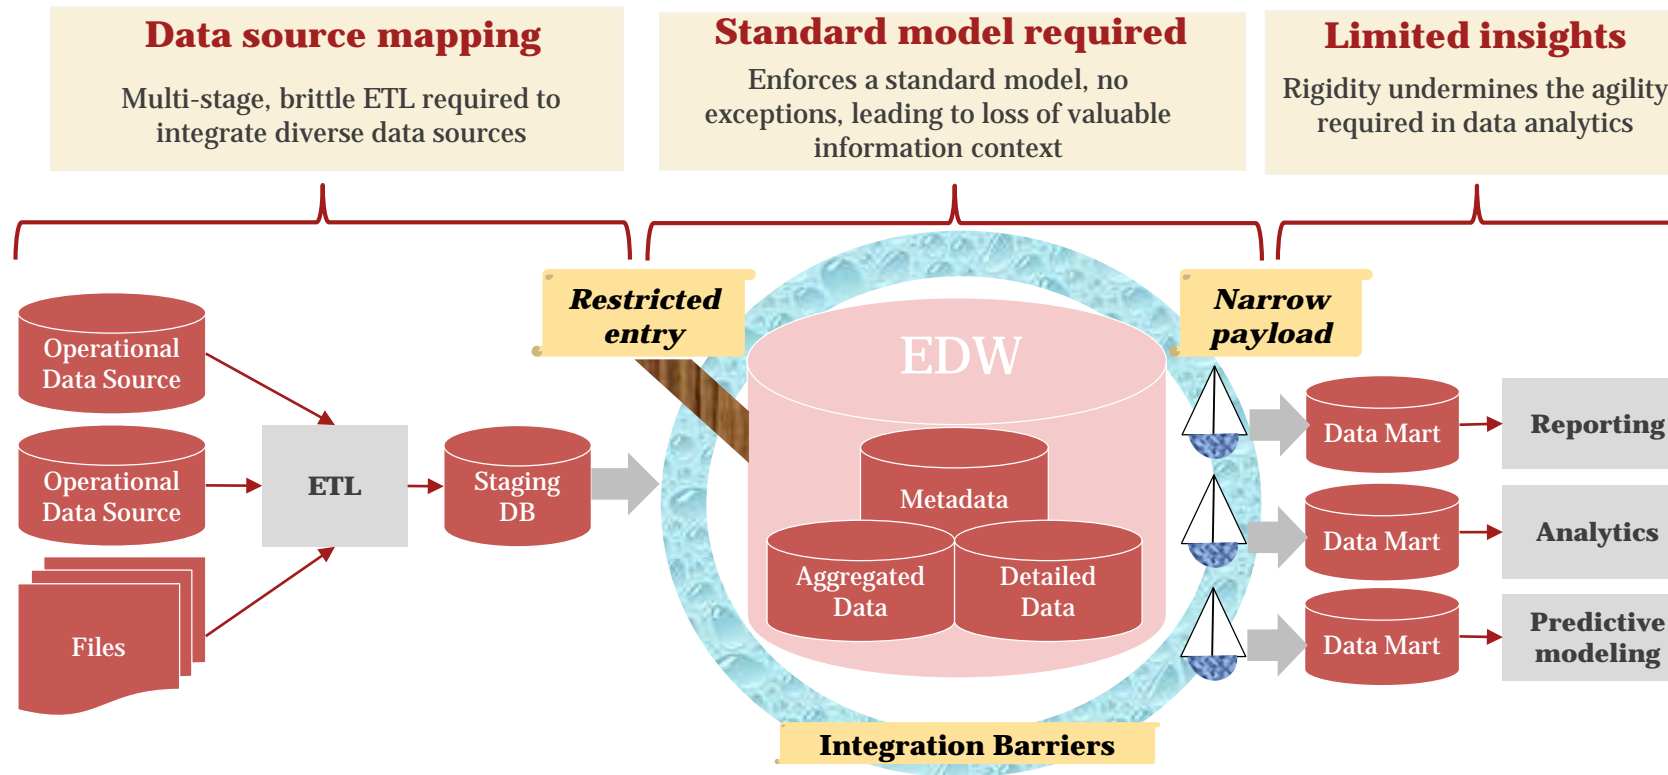 Data source mapping
Multi-stage, brittle ETL required to
integrate diverse data sources
Standard model required
Enforces a standard model, no
exceptions, leading to loss of valuable
information context
Limited insights
Rigidity undermines the agility
required in data analytics
Restricted
entry
Narrow
payload
Operational
Data Source
Operational
Data Source
Files
ETL
Staging
DB
EDW
Metadata
Aggregated
Data
Detailed
Data
Data Mart
Reporting
Data Mart
Analytics
Data Mart
Predictive
modeling
Integration Barriers